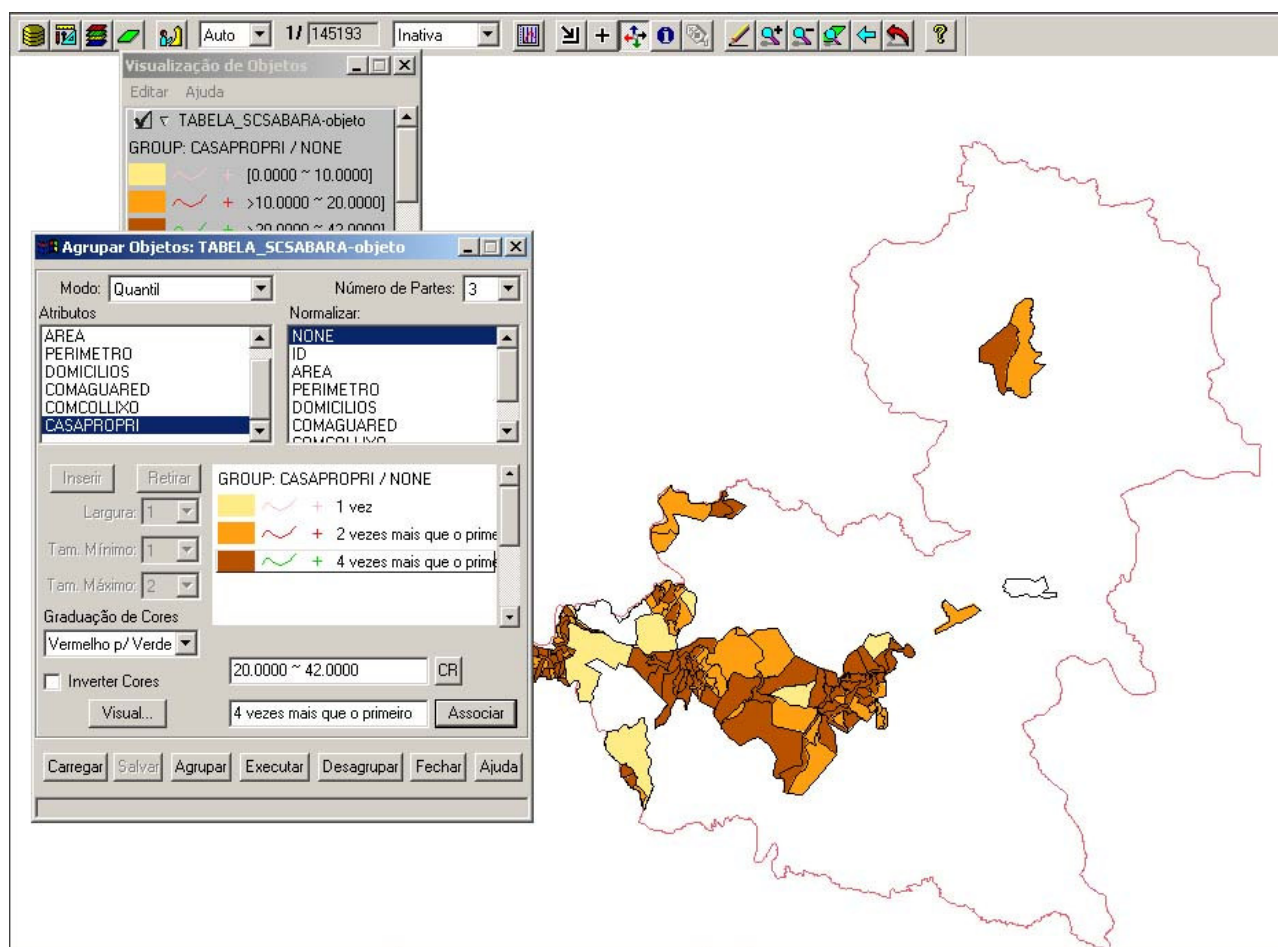 Auto 1/ 145193 Inativa ?
Visualização de Objetos
Editar Ajuda
TABELA_SCSABARA-objeto
GROUP: CASAPROPRI / NONE
[0.0000 ~ 10.0000]
>10.0000 ~ 20.0000]
>20.0000 ~ 42.0000]
Agrupar Objetos: TABELA_SCSABARA-objeto
Modo: Quantil Número de Partes: 3
Atributos Normalizar:
AREA
PERIMETRO
DOMICILIOS
COMAGUARED
COMCOLLIXO
CASAPROPRI
NONE
ID
AREA
PERIMETRO
DOMICILIOS
COMAGUARED
COMCOLLIXO
Inserir Retirar
Largura: 1
Tam. Mínimo: 1
Tam. Máximo: 2
GROUP: CASAPROPRI / NONE
1 vez
2 vezes mais que o prime
4 vezes mais que o prime
Graduação de Cores
Vermelho p/ Verde
Inverter Cores
20.0000 ~ 42.0000 CR
Visual... 4 vezes mais que o primeiro Associar
Carregar Salvar Agrupar Executar Desagrupar Fechar Ajuda